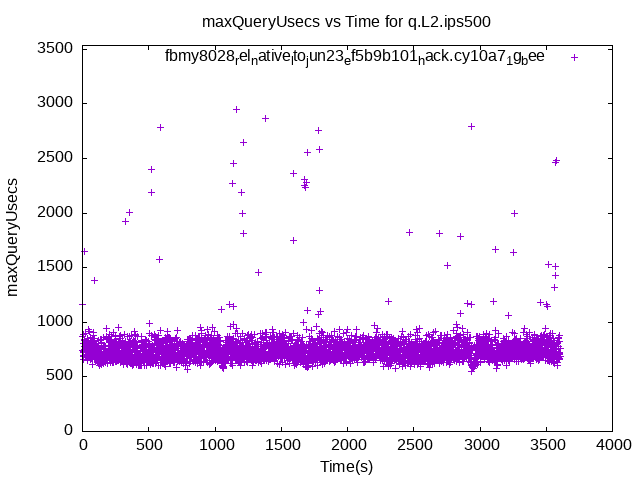 maxQueryUsecs vs Time for q.L2.ips500
fbmy8028relnativeltojun23ef5b9b101hack.cy10a71gbee
3500
3000
2500
2000
1500
1000
500
0
maxQueryUsecs
0 500 1000 1500 2000 2500 3000 3500 4000
Time(s)